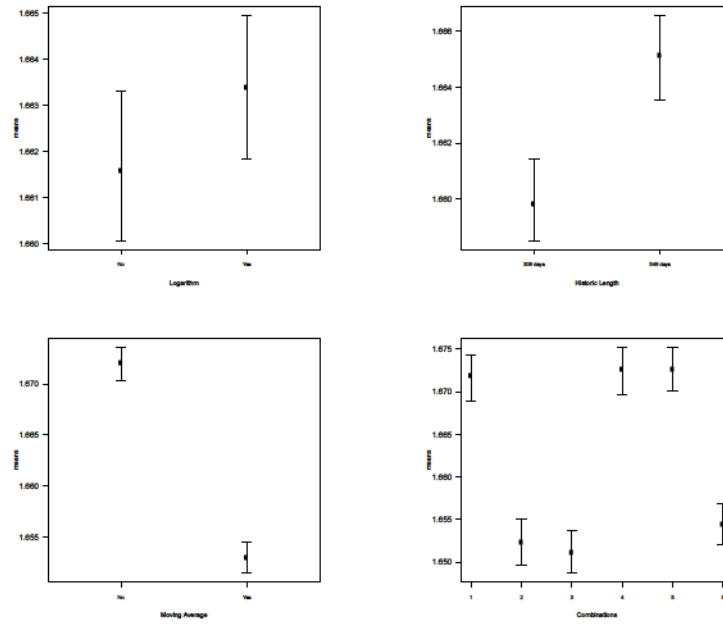 1.665
1.664
1.663
1.662
1.661
1.660
means
No Yes
Logarithm
1.666
1.664
1.662
1.660
means
days days
Historic Length
1.670
1.665
1.660
1.655
means
No Yes
Moving Average
1.675
1.670
1.665
1.660
1.655
1.650
means
1 2 3 4 5
Combinations